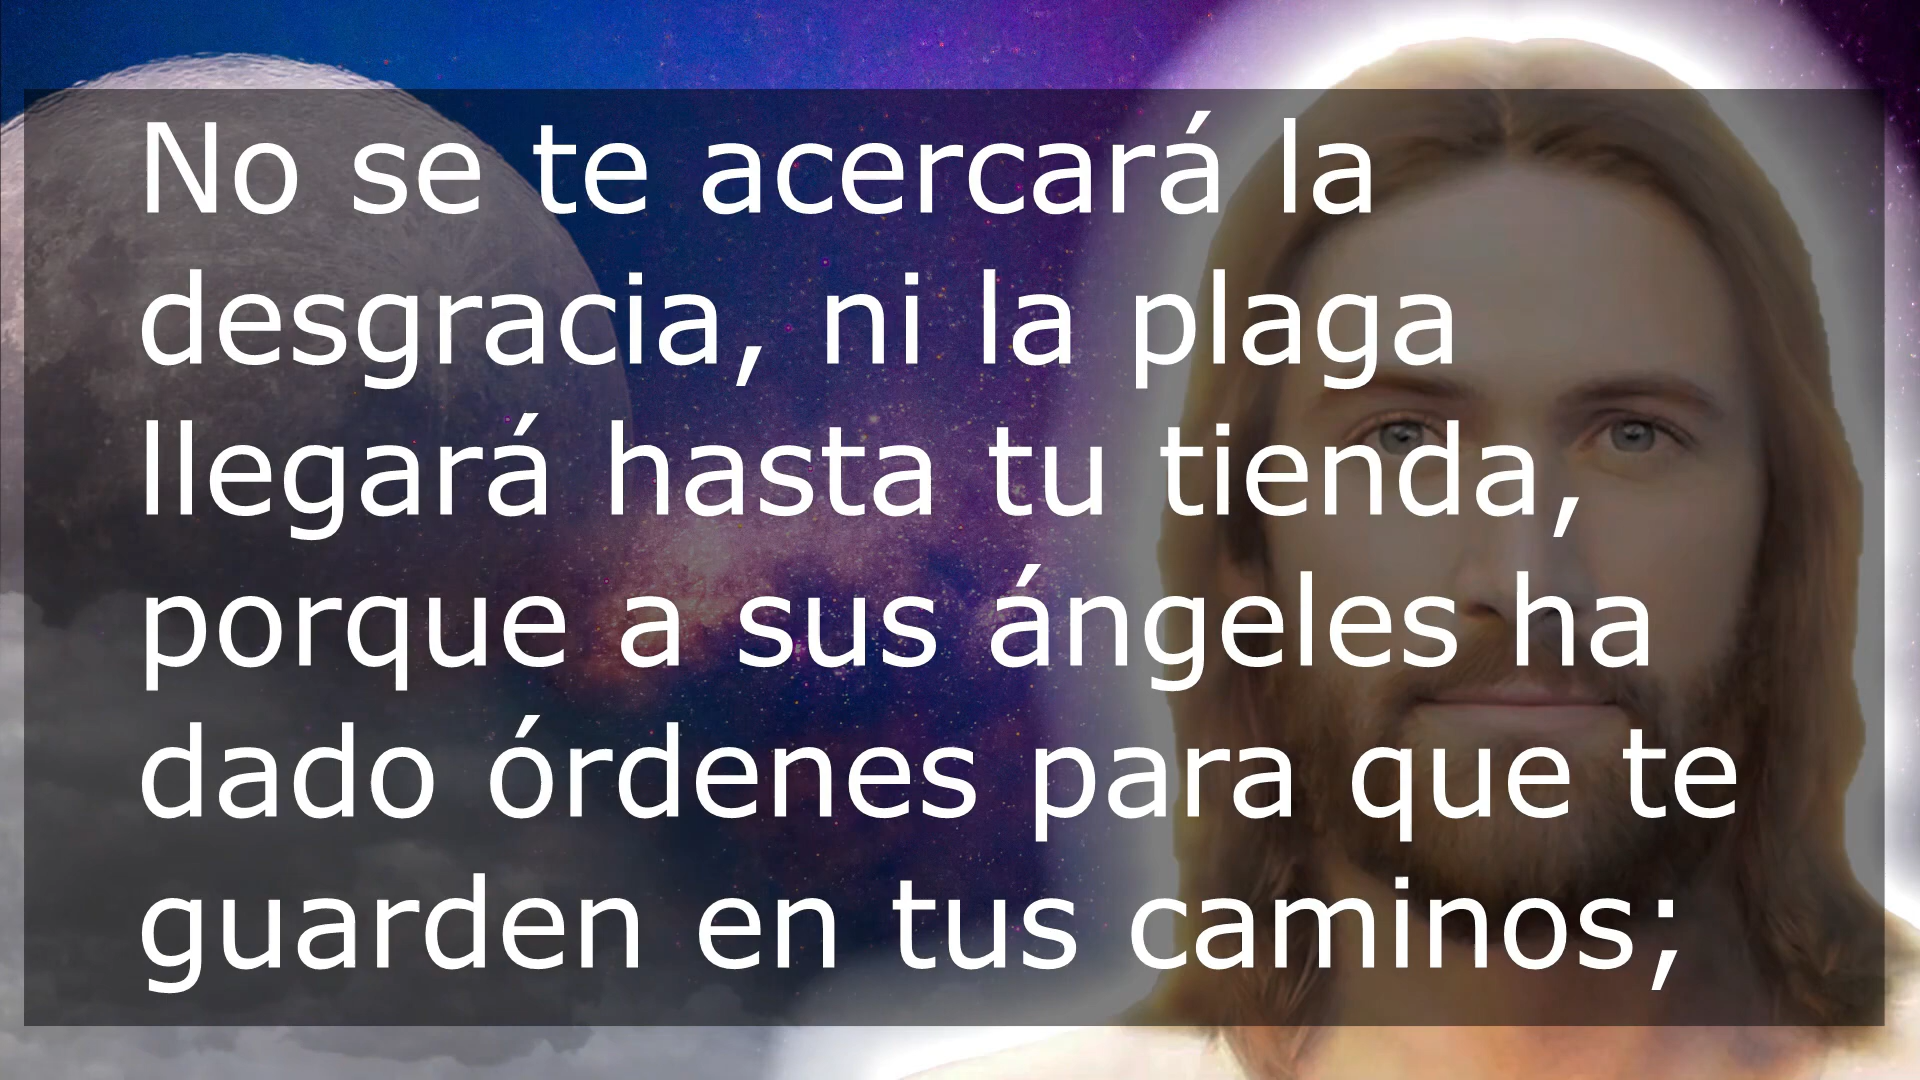 No se te acercará la
desgracia, ni la plaga
llegará hasta tu tienda,
porque a sus ángeles ha
dado órdenes para que te
guarden en tus caminos;